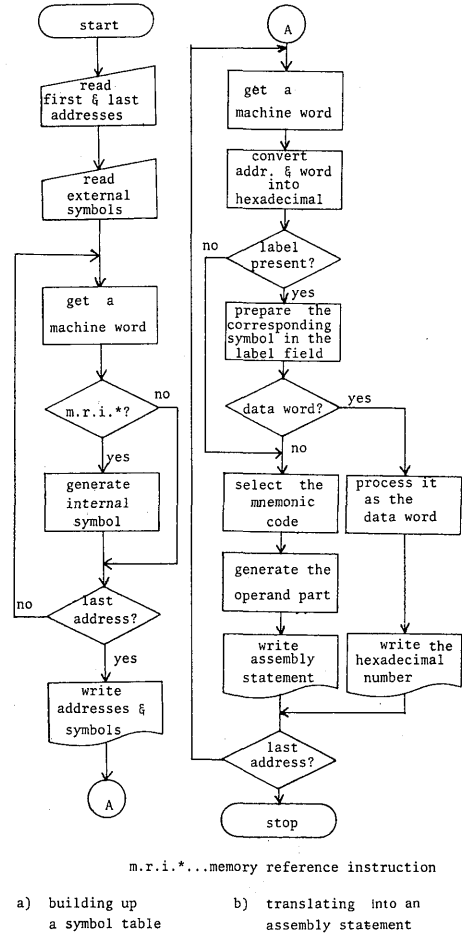 start
read
first & last
addresses
read
external
symbols
get a
machine word
m.r.i.*?
no
yes
generate
internal
symbol
last
address?
no
yes
write
addresses &
symbols
A
A
get a
machine word
convert
addr. & word
into
hexadecimal
label
present?
no
yes
prepare the
corresponding
symbol in the
label field
data word?
yes
no
select the
mnemonic
code
process it
as the
data word
generate the
operand part
write
assembly
statement
write the
hexadecimal
number
last
address?
stop
m.r.i.*...memory reference instruction
a) building up
a symbol table
b) translating into an
assembly statement